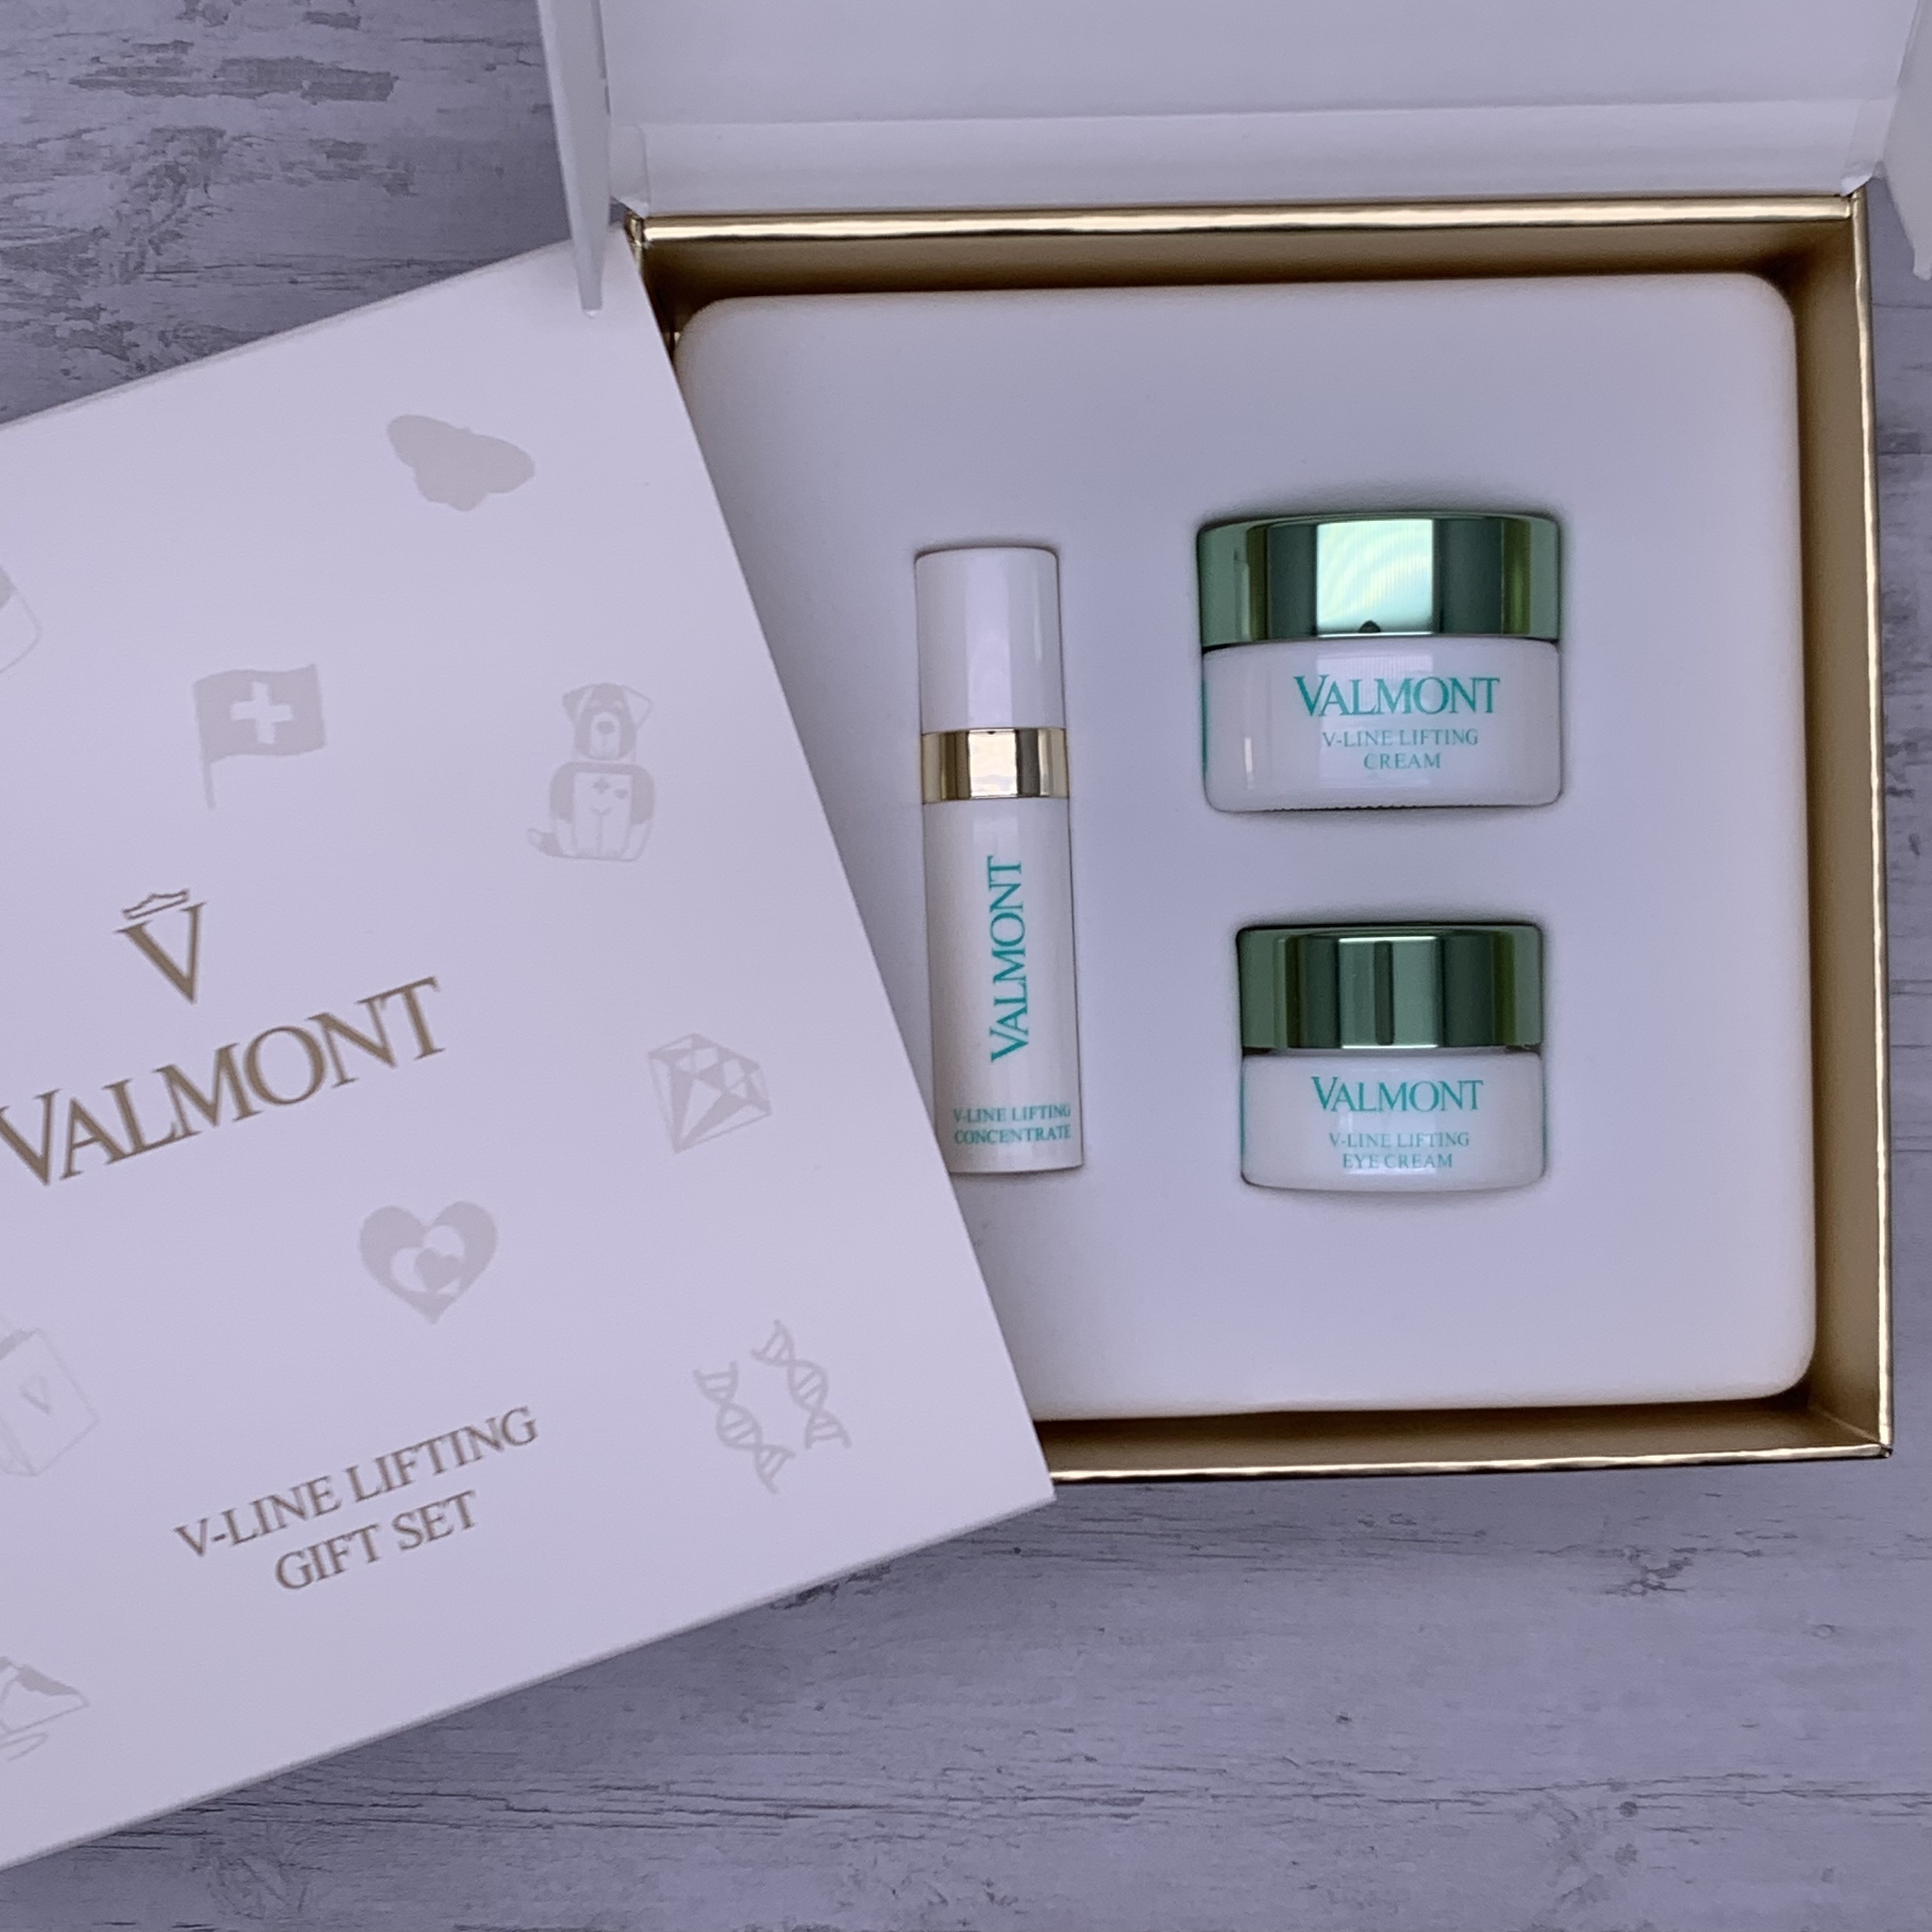 V
VALMONT
V-LINE LIFTING
GIFT SET
V
VALMONT
V-LINE LIFTING
CONCENTRATE
VALMONT
V-LINE LIFTING
CREAM
VALMONT
V-LINE LIFTING
EYE CREAM